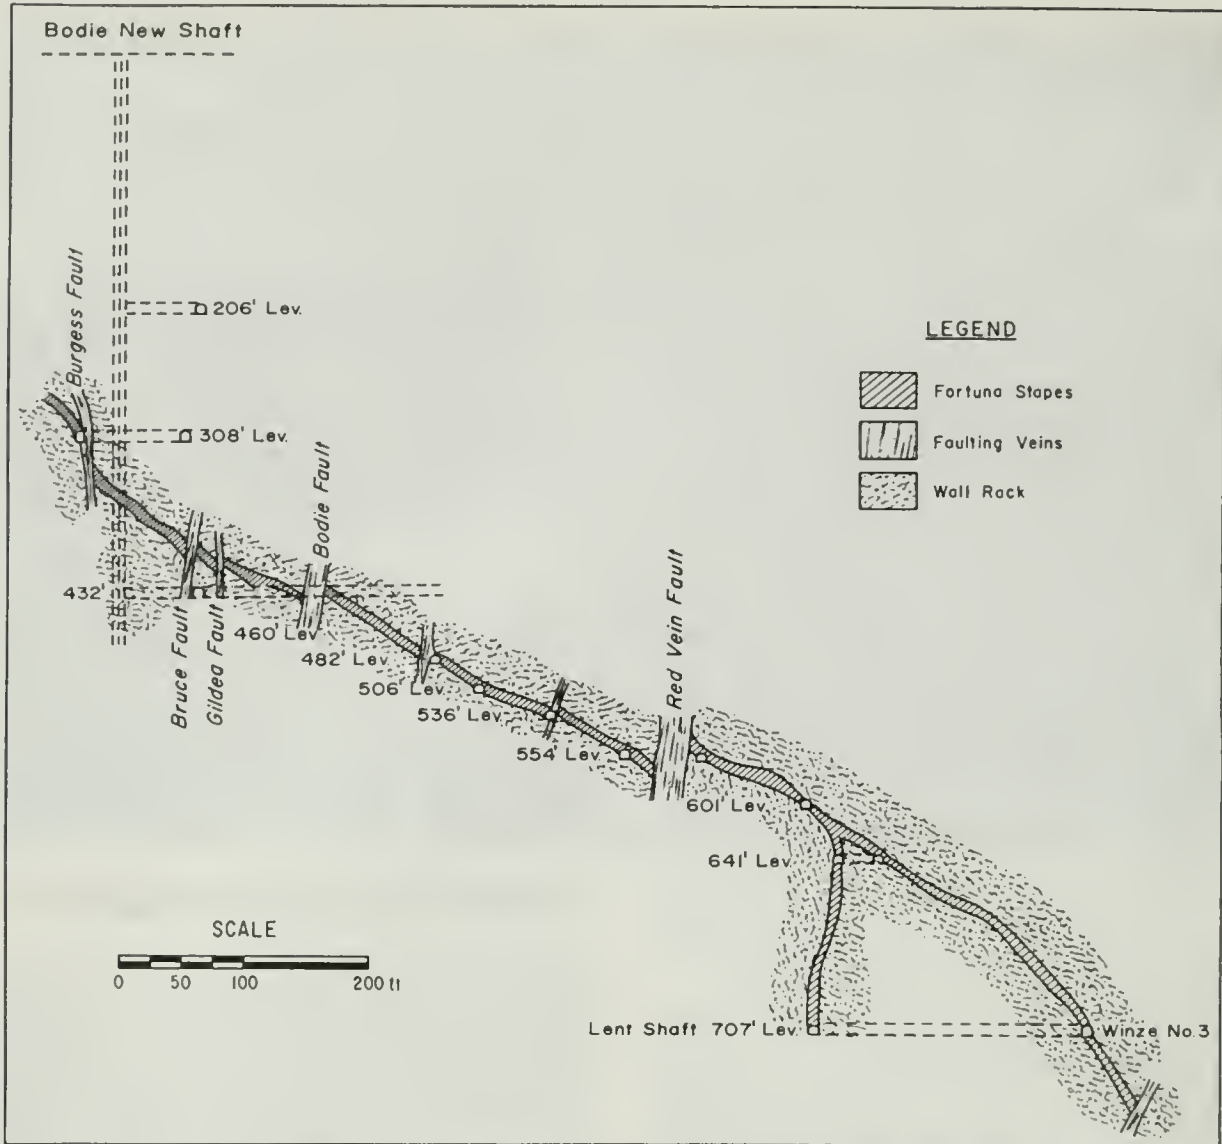 Bodie New Shaft
Burgess Fault
206' Lev.
308' Lev.
432'
Bruce Fault
Gildea Fault
Bodie Fault
460' Lev.
482' Lev.
506' Lev.
536' Lev.
554' Lev.
Red Vein Fault
601' Lev.
641' Lev.
Lent Shaft 707' Lev.
Winze No.3
LEGEND
Fortuna Stapes
Faulting Veins
Wall Rack
SCALE
0 50 100 200 ft